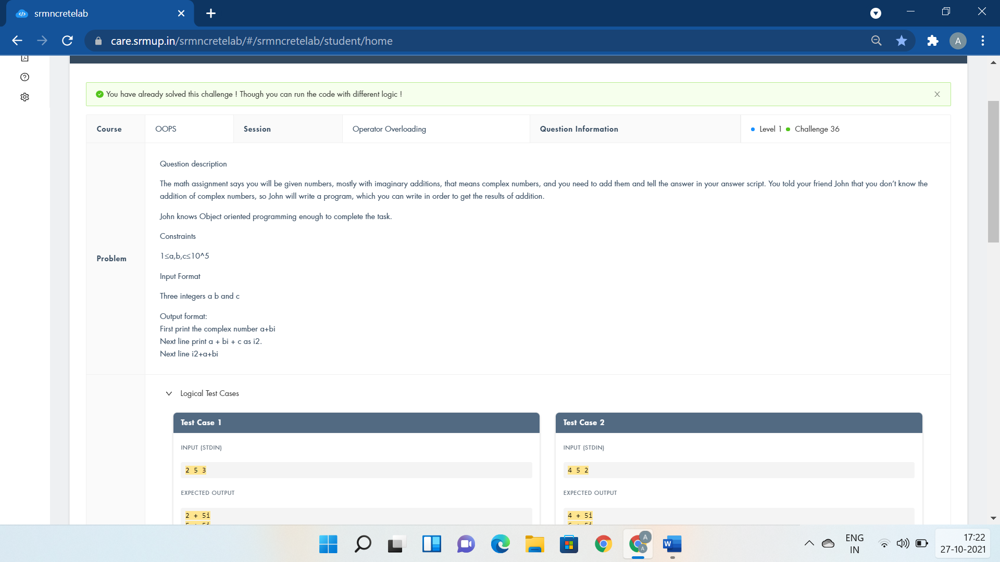 srmncretelab
care.srmup.in/srmncretelab/#/srmncretelab/student/home
A
You have already solved this challenge ! Though you can run the code with different logic !
Course
OOPS
Session
Operator Overloading
Question Information
Level 1
Challenge 36
Problem
Question description
The math assignment says you will be given numbers, mostly with imaginary additions, that means complex numbers, and you need to add them and tell the answer in your answer script. You told your friend John that you don’t know the
addition of complex numbers, so John will write a program, which you can write in order to get the results of addition.
John knows Object oriented programming enough to complete the task.
Constraints
1≤a,b,c≤10^5
Input Format
Three integers a b and c
Output format:
First print the complex number a+bi
Next line print a + bi + c as i2.
Next line i2+a+bi
Logical Test Cases
Test Case 1
INPUT (STDIN)
2 5 3
EXPECTED OUTPUT
2 + 5i
Test Case 2
INPUT (STDIN)
4 5 2
EXPECTED OUTPUT
4 + 5i
A
A
W
ENG
IN
17:22
27-10-2021